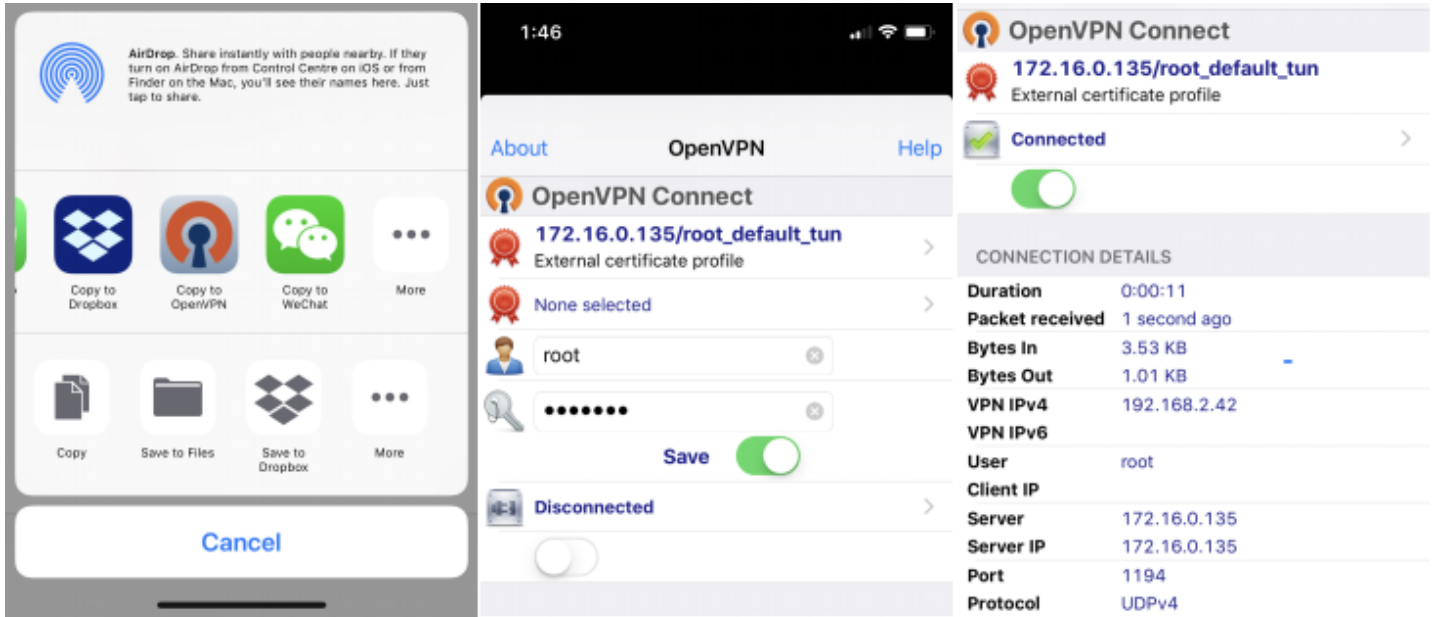 AirDrop. Share instantly with people nearby. If they
turn on AirDrop from Control Centre on iOS or from
Finder on the Mac, you'll see their names here. Just
tap to share.
Copy to
Dropbox
Copy to
OpenVPN
Copy to
WeChat
More
Copy
Save to Files
Save to
Dropbox
More
Cancel
1:46
About
OpenVPN
Help
OpenVPN Connect
172.16.0.135/root_default_tun
External certificate profile
None selected
root
•••••••
Save
Disconnected
OpenVPN Connect
172.16.0.135/root_default_tun
External certificate profile
Connected
CONNECTION DETAILS
Duration 0:00:11
Packet received 1 second ago
Bytes In 3.53 KB
Bytes Out 1.01 KB
VPN IPv4 192.168.2.42
VPN IPv6
User root
Client IP
Server 172.16.0.135
Server IP 172.16.0.135
Port 1194
Protocol UDPv4